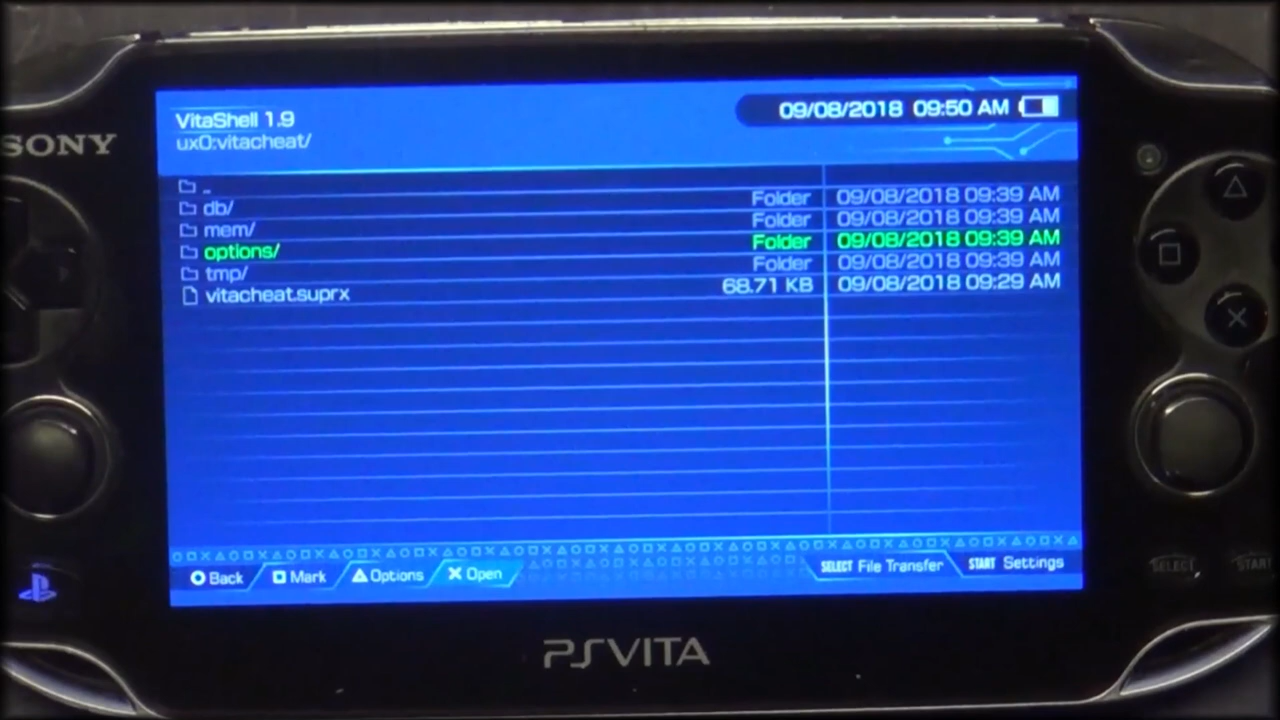 SONY
VitaShell 1.9
ux0:vitacheat/
09/08/2018 09:50 AM
..
Folder 09/08/2018 09:39 AM
db/
Folder 09/08/2018 09:39 AM
mem/
Folder 09/08/2018 09:39 AM
options/
Folder 09/08/2018 09:39 AM
tmp/
68.71 KB 09/08/2018 09:29 AM
vitacheat.suprx
Back Mark Options Open SELECT File Transfer START Settings
SELECT START
PSVITA